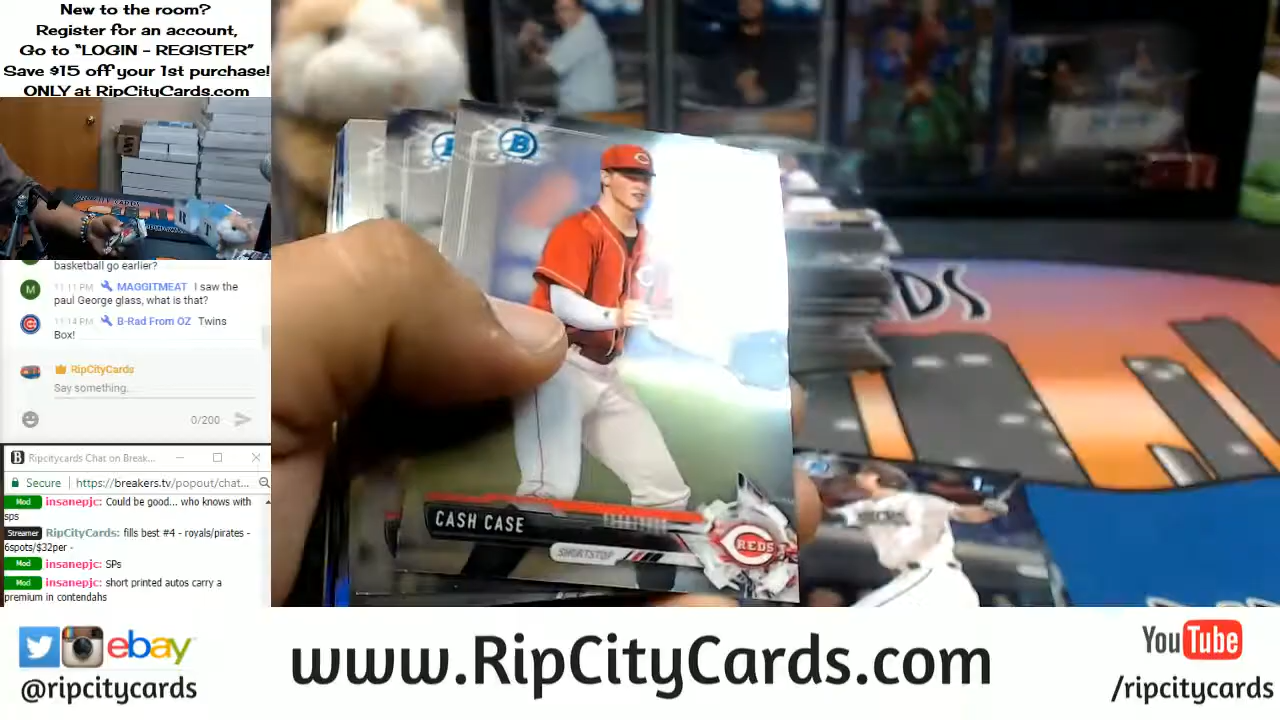 New to the room?
Register for an account,
Go to "LOGIN - REGISTER"
Save $15 off your 1st purchase!
ONLY at RipCityCards.com
basketball go earlier?
M
11:11 PM MAGGITMEAT I saw the
paul George glass, what is that?
11:14 PM B-Rad From OZ Twins
Box!
RipCityCards
Say something...
0/200
Ripcitycards Chat on Break...
Secure https://breakers.tv/popout/chat...
Mod insanepjc: Could be good... who knows with
sps
Streamer RipCityCards: fills best #4 - royals/pirates -
6spots/$32per -
Mod insanepjc: SPs
Mod insanepjc: short printed autos carry a
premium in contendahs
B
CASH CASE
SHORTSTOP
REDS
ebay
@ripcitycards
www.RipCityCards.com
YouTube
/ripcitycards